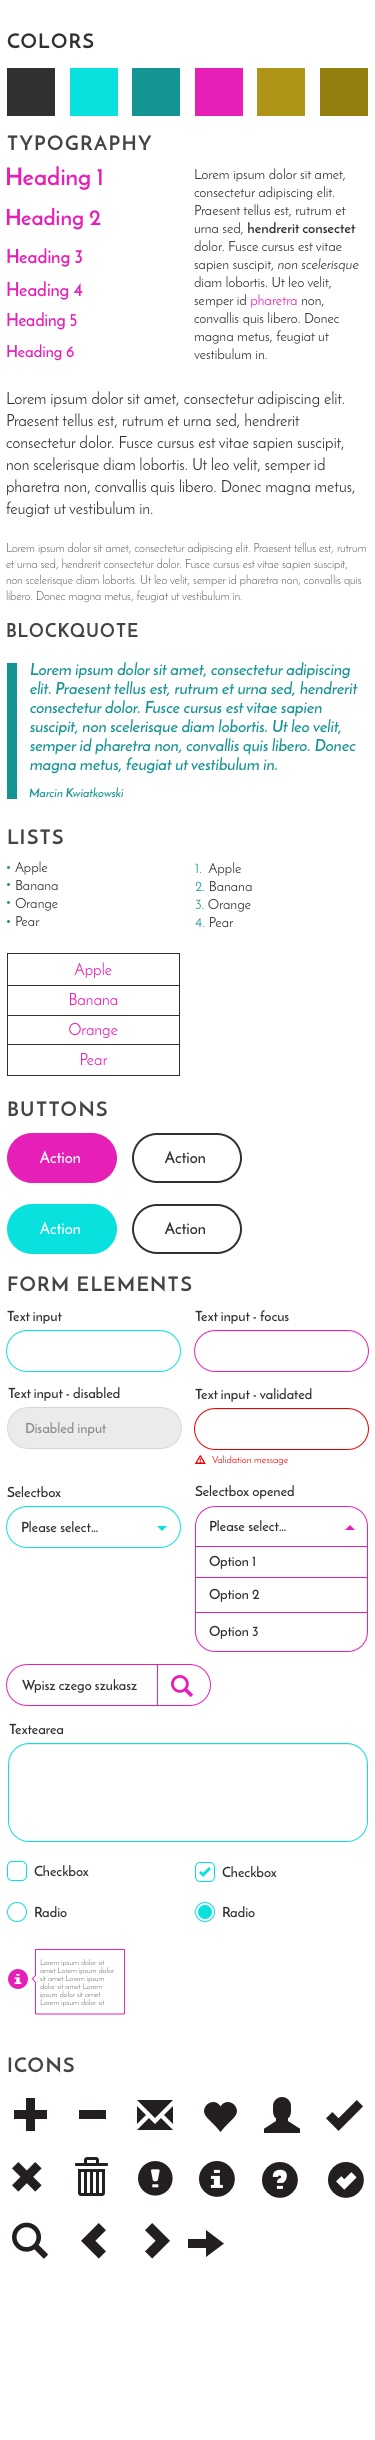 COLORS
TYPOGRAPHY
Heading 1
Heading 2
Heading 3
Heading 4
Heading 5
Heading 6
Lorem ipsum dolor sit amet,
consectetur adipiscing elit.
Praesent tellus est, rutrum et
urna sed, hendrerit consectet
dolor. Fusce cursus est vitae
sapien suscipit, non scelerisque
diam lobortis. Ut leo velit,
semper id pharetra non,
convallis quis libero. Donec
magna metus, feugiat ut
vestibulum in.
Lorem ipsum dolor sit amet, consectetur adipiscing elit.
Praesent tellus est, rutrum et urna sed, hendrerit
consectetur dolor. Fusce cursus est vitae sapien suscipit,
non scelerisque diam lobortis. Ut leo velit, semper id
pharetra non, convallis quis libero. Donec magna metus,
feugiat ut vestibulum in.
Lorem ipsum dolor sit amet, consectetur adipiscing elit. Praesent tellus est, rutrum
et urna sed, hendrerit consectetur dolor. Fusce cursus est vitae sapien suscipit,
non scelerisque diam lobortis. Ut leo velit, semper id pharetra non, convallis quis
libero. Donec magna metus, feugiat ut vestibulum in.
BLOCKQUOTE
Lorem ipsum dolor sit amet, consectetur adipiscing
elit. Praesent tellus est, rutrum et urna sed, hendrerit
consectetur dolor. Fusce cursus est vitae sapien
suscipit, non scelerisque diam lobortis. Ut leo velit,
semper id pharetra non, convallis quis libero. Donec
magna metus, feugiat ut vestibulum in.
Marcin Kwiatkowski
LISTS
• Apple
• Banana
• Orange
• Pear
1. Apple
2. Banana
3. Orange
4. Pear
Apple
Banana
Orange
Pear
BUTTONS
Action
Action
Action
Action
FORM ELEMENTS
Text input
Text input - focus
Text input - disabled
Text input - validated
Disabled input
Validation message
Selectbox
Selectbox opened
Please select...
Please select...
Option 1
Option 2
Option 3
Wpisz czego szukasz
Textearea
Checkbox
Checkbox
Radio
Radio
Lorem ipsum dolor sit
amet Lorem ipsum dolor
sit amet Lorem ipsum
dolor sit amet Lorem
ipsum dolor sit amet
Lorem ipsum dolor sit
ICONS